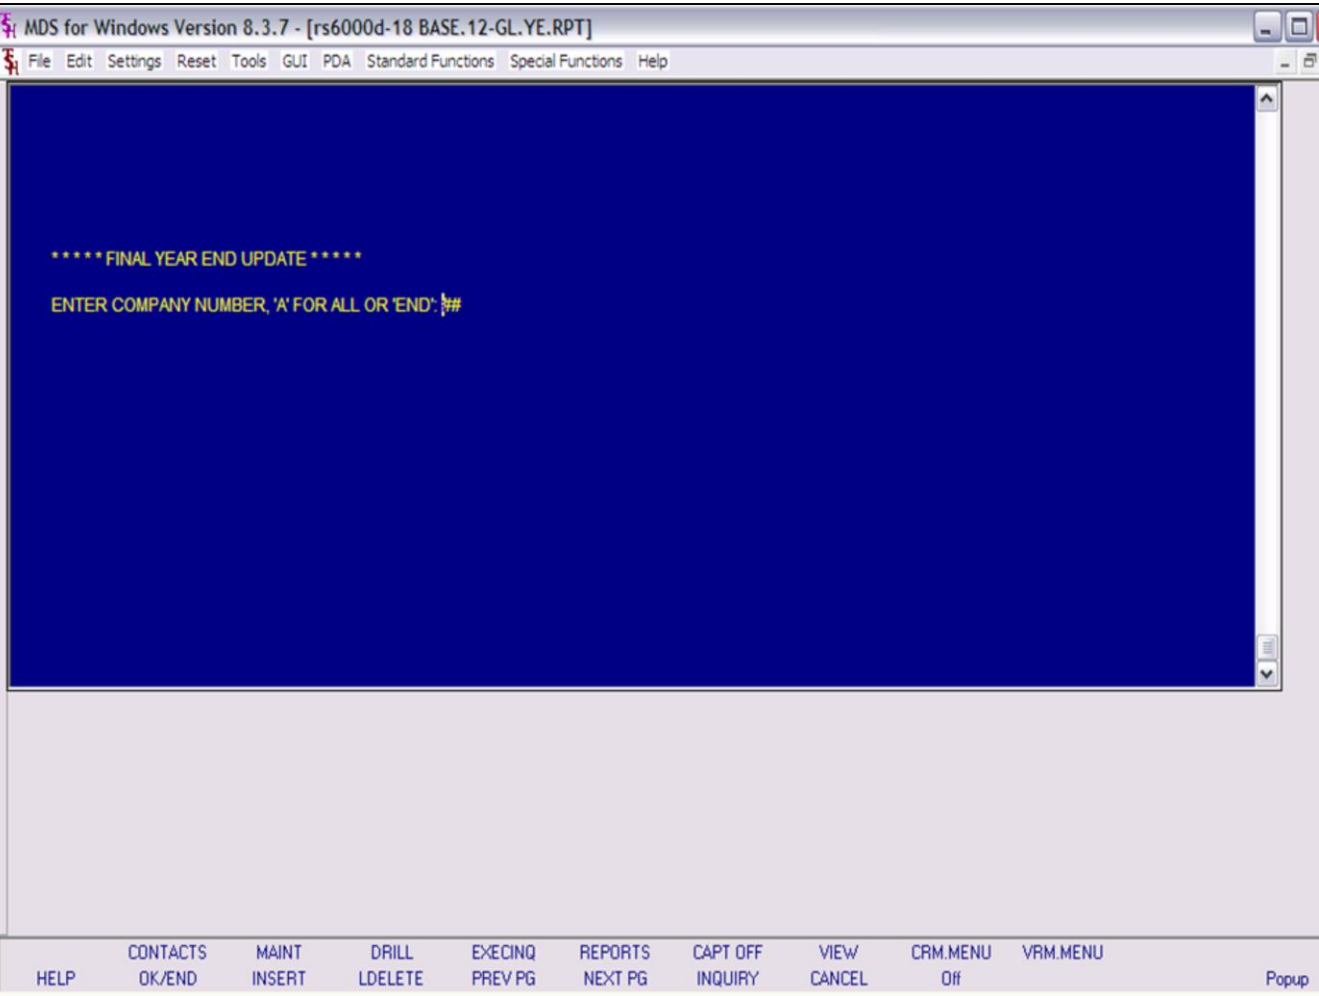 MDS for Windows Version 8.3.7 - [rs6000d-18 BASE.12-GL.YE.RPT]
File Edit Settings Reset Tools GUI PDA Standard Functions Special Functions Help
* * * * * FINAL YEAR END UPDATE * * * * *
ENTER COMPANY NUMBER, 'A' FOR ALL OR 'END': ##
CONTACTS MAINT DRILL EXECINQ REPORTS CAPT OFF VIEW CRM.MENU VRM.MENU
HELP OK/END INSERT LDELETE PREV PG NEXT PG INQUIRY CANCEL Off Popup